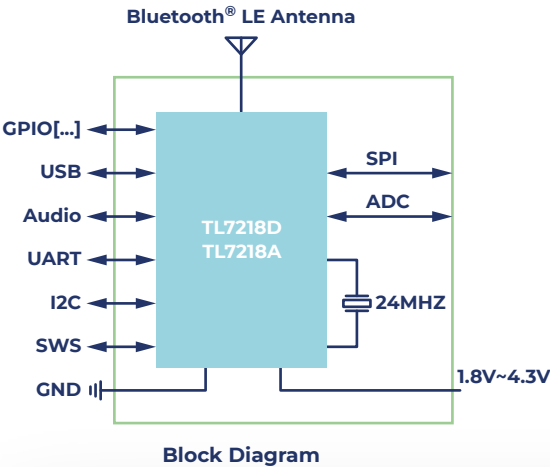 Bluetooth® LE Antenna
GPIO[...]
USB
Audio
UART
I2C
SWS
GND
TL7218D
TL7218A
SPI
ADC
24MHZ
1.8V~4.3V
Block Diagram